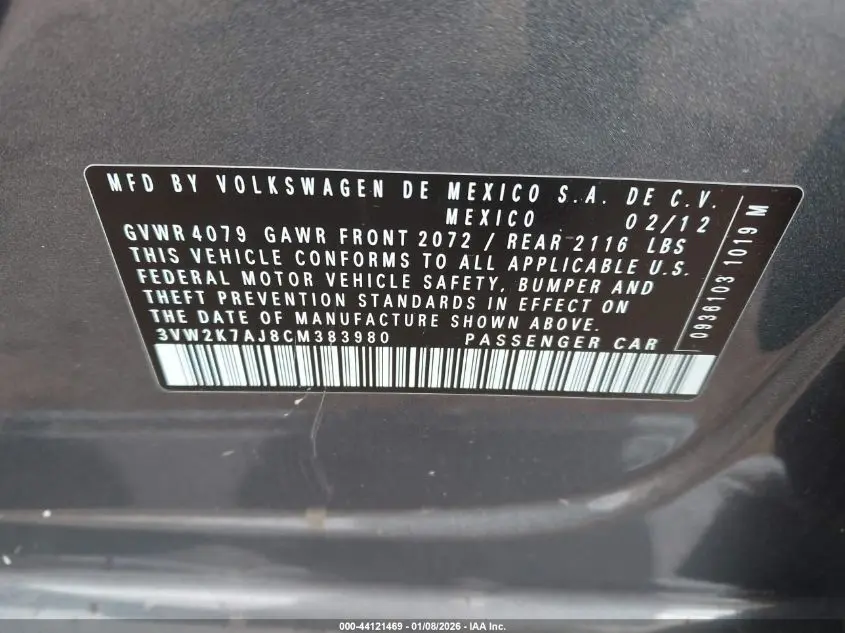 MFD BY VOLKSWAGEN DE MEXICO S.A. DE C.V.
MEXICO 02/12
GVWR 4079 GAWR FRONT 2072 / REAR 2116 LBS
THIS VEHICLE CONFORMS TO ALL APPLICABLE U.S.
FEDERAL MOTOR VEHICLE SAFETY, BUMPER AND
THEFT PREVENTION STANDARDS IN EFFECT ON
THE DATE OF MANUFACTURE SHOWN ABOVE.
3VW2K7AJ8CM383980 PASSENGER CAR
0936103 1019 M
000-44121469 - 01/08/2026 - IAA Inc.